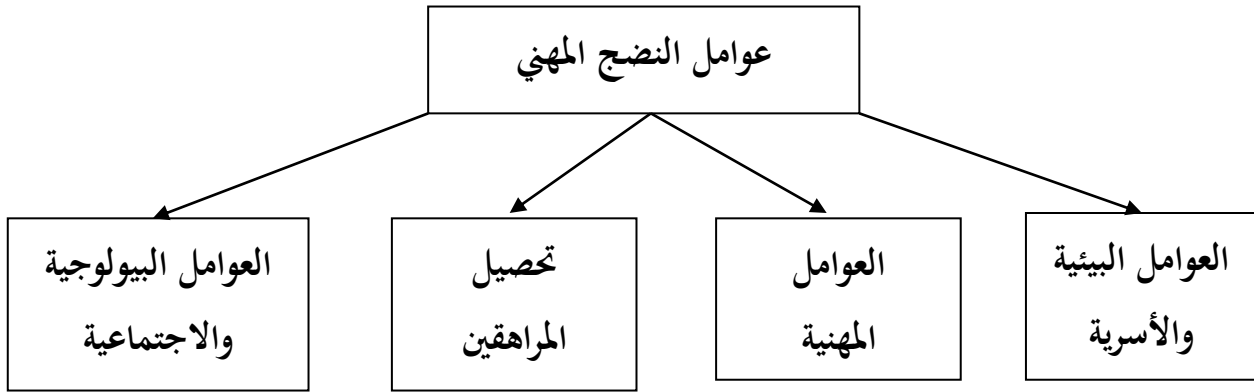 عوامل النضج المهني
العوامل البيئية
والأسرية
العوامل
المهنية
تحصيل
المراهقين
العوامل البيولوجية
والاجتماعية